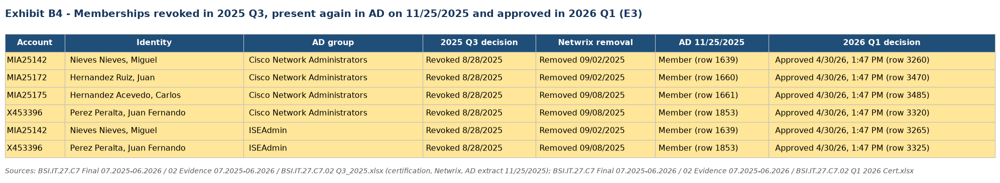 Exhibit B4 - Memberships revoked in 2025 Q3, present again in AD on 11/25/2025 and approved in 2026 Q1 (E3)
Account Identity AD group 2025 Q3 decision Netwrix removal AD 11/25/2025 2026 Q1 decision
MIA25142 Nieves Nieves, Miguel Cisco Network Administrators Revoked 8/28/2025 Removed 09/02/2025 Member (row 1639) Approved 4/30/26, 1:47 PM (row 3260)
MIA25172 Hernandez Ruiz, Juan Cisco Network Administrators Revoked 8/28/2025 Removed 09/02/2025 Member (row 1660) Approved 4/30/26, 1:47 PM (row 3470)
MIA25175 Hernandez Acevedo, Carlos Cisco Network Administrators Revoked 8/28/2025 Removed 09/08/2025 Member (row 1661) Approved 4/30/26, 1:47 PM (row 3485)
X453396 Perez Peralta, Juan Fernando Cisco Network Administrators Revoked 8/28/2025 Removed 09/08/2025 Member (row 1853) Approved 4/30/26, 1:47 PM (row 3320)
MIA25142 Nieves Nieves, Miguel ISEAdmin Revoked 8/28/2025 Removed 09/02/2025 Member (row 1639) Approved 4/30/26, 1:47 PM (row 3265)
X453396 Perez Peralta, Juan Fernando ISEAdmin Revoked 8/28/2025 Removed 09/08/2025 Member (row 1853) Approved 4/30/26, 1:47 PM (row 3325)
Sources: BSI.IT.27.C7 Final 07.2025-06.2026 / 02 Evidence 07.2025-06.2026 / BSI.IT.27.C7.02 Q3_2025.xlsx (certification, Netwrix, AD extract 11/25/2025); BSI.IT.27.C7 Final 07.2025-06.2026 / 02 Evidence 07.2025-06.2026 / BSI.IT.27.C7.02 Q1 2026 Cert.xlsx